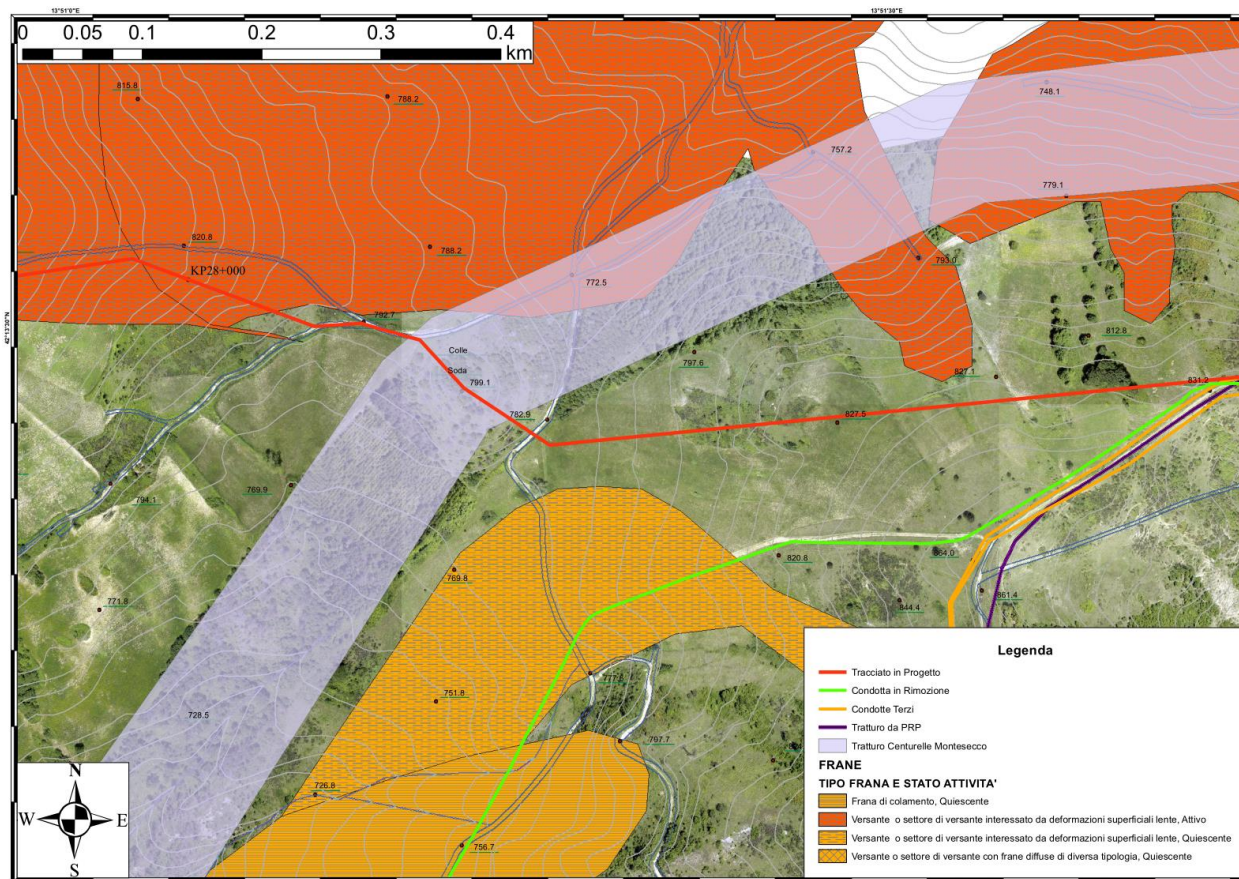 13°51'0"E
13°51'30"E
0 0.05 0.1 0.2 0.3 0.4
km
815.8
788.2
748.1
757.2
779.1
820.8
788.2
793.0
KP28+000
772.5
42°13'30"N
792.7
812.8
Colle
797.6
Soda
799.1
827.1
831.2
782.9
827.5
769.9
794.1
820.8
864.0
769.8
771.8
861.4
844.4
777.5
751.8
728.5
797.7
726.8
756.7
Legenda
Tracciato in Progetto
Condotta in Rimozione
Condotte Terzi
Tratturo da PRP
Tratturo Centurelle Montesecco
FRANE
TIPO FRANA E STATO ATTIVITA'
Frana di colamento, Quiescente
Versante o settore di versante interessato da deformazioni superficiali lente, Attivo
Versante o settore di versante interessato da deformazioni superficiali lente, Quiescente
Versante o settore di versante con frane diffuse di diversa tipologia, Quiescente
N
W E
S